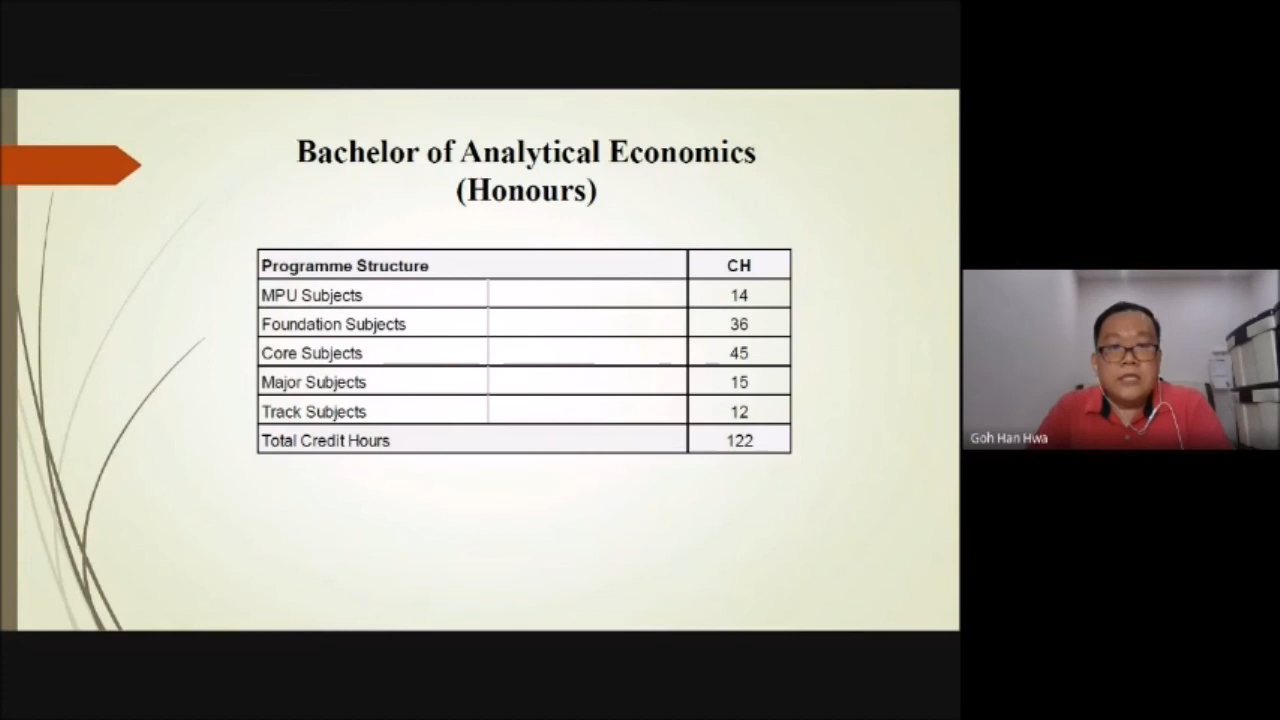 Bachelor of Analytical Economics
(Honours)
Programme Structure CH
MPU Subjects 14
Foundation Subjects 36
Core Subjects 45
Major Subjects 15
Track Subjects 12
Total Credit Hours 122
Goh Han Hwa